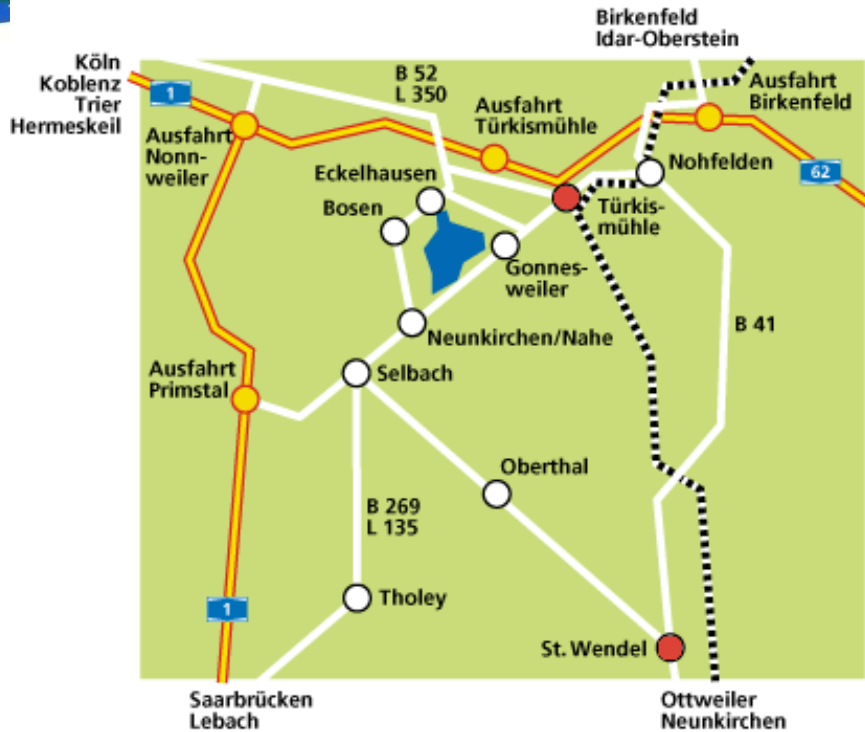 Birkenfeld
Idar-Oberstein
Köln
Koblenz
Trier
Hermeskeil
1
B 52
L 350
Ausfahrt
Türkismühle
Ausfahrt
Birkenfeld
Ausfahrt
Nonn-
weiler
Eckelhausen
Bosen
Nohfelden
62
Türkis-
mühle
Gonnes-
weiler
Neunkirchen/Nahe
B 41
Ausfahrt
Primstal
Selbach
Oberthal
B 269
L 135
Tholey
1
St. Wendel
Saarbrücken
Lebach
Ottweiler
Neunkirchen